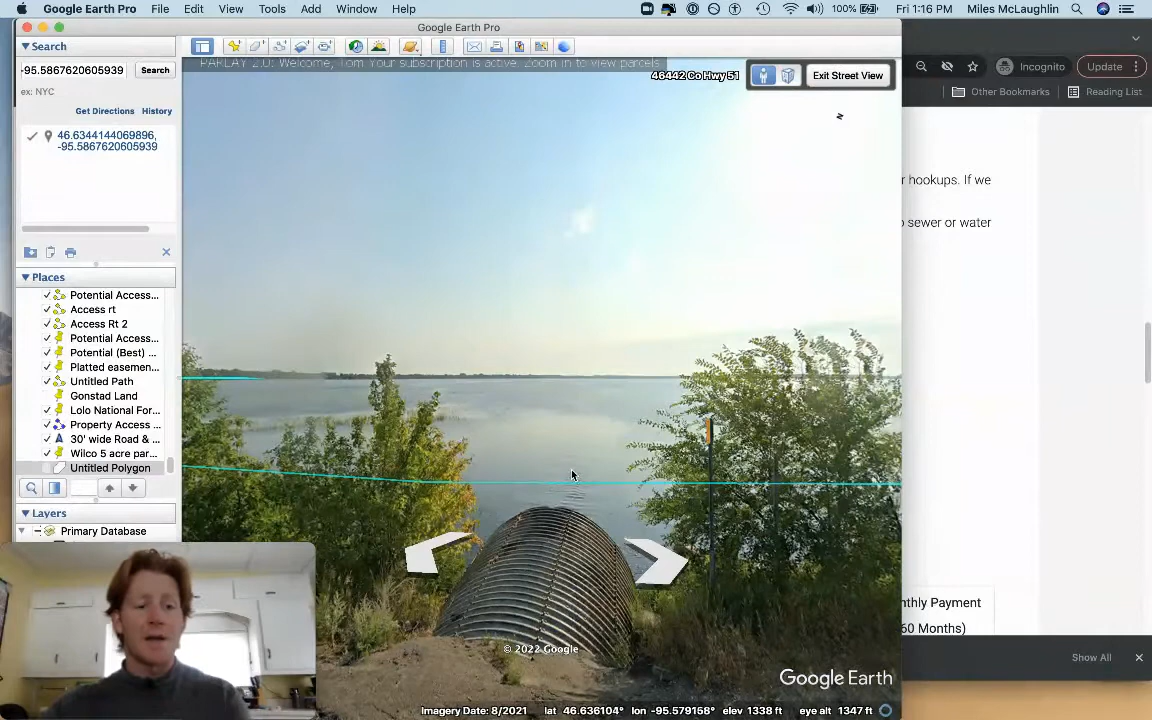 Google Earth Pro File Edit View Tools Add Window Help
100% Fri 1:16 PM Miles McLaughlin
Google Earth Pro
Search
-95.5867620605939 Search
ex: NYC
Get Directions History
46.6344144069896,
-95.5867620605939
Places
Potential Access...
Access rt
Access Rt 2
Potential Access...
Potential (Best) ...
Platted easemen...
Untitled Path
Gonstad Land
Lolo National For...
Property Access ...
30' wide Road & ...
Wilco 5 acre par...
Untitled Polygon
Layers
Primary Database
PARLAY 2.0: Welcome, Tom Your subscription is active. Zoom in to view parcels
46442 Co Hwy 51
Exit Street View
N
© 2022 Google
Google Earth
Imagery Date: 8/2021 lat 46.636104° lon -95.579158° elev 1338 ft eye alt 1347 ft
Incognito Update
Other Bookmarks Reading List
r hookups. If we
o sewer or water
nthly Payment
60 Months)
Show All